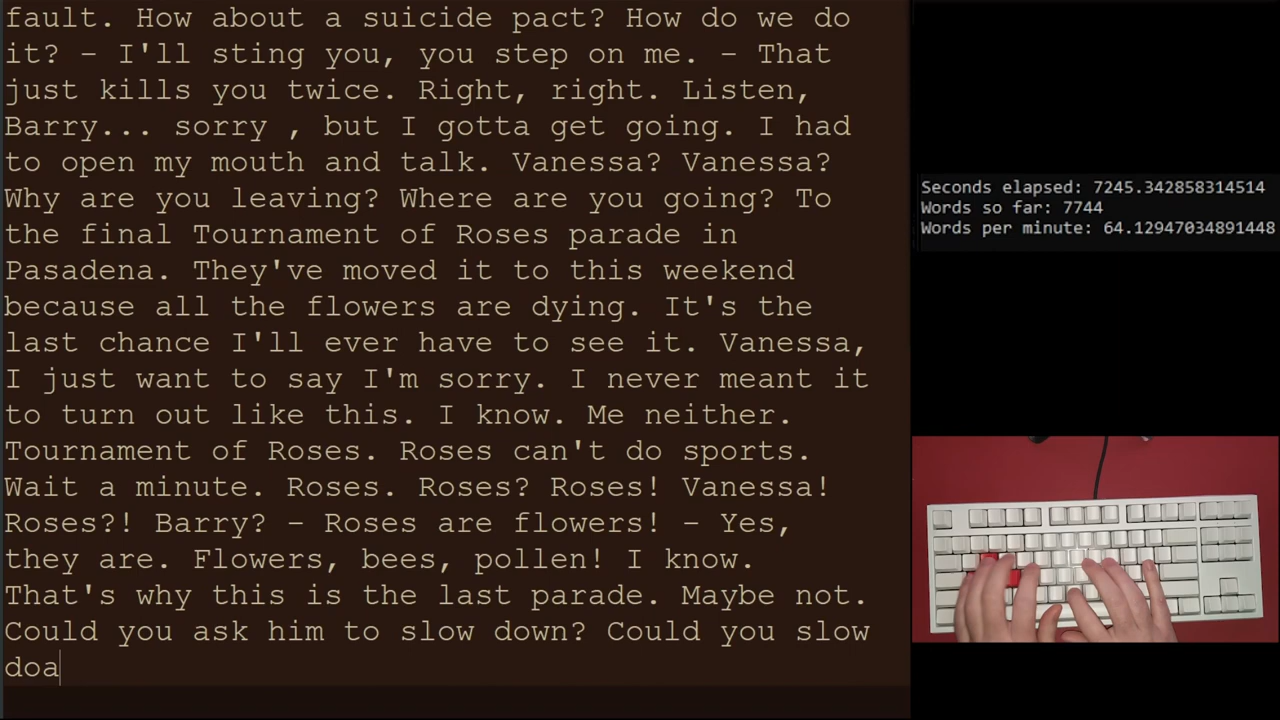 fault. How about a suicide pact? How do we do
it? - I'll sting you, you step on me. - That
just kills you twice. Right, right. Listen,
Barry... sorry , but I gotta get going. I had
to open my mouth and talk. Vanessa? Vanessa?
Why are you leaving? Where are you going? To
the final Tournament of Roses parade in
Pasadena. They've moved it to this weekend
because all the flowers are dying. It's the
last chance I'll ever have to see it. Vanessa,
I just want to say I'm sorry. I never meant it
to turn out like this. I know. Me neither.
Tournament of Roses. Roses can't do sports.
Wait a minute. Roses. Roses? Roses! Vanessa!
Roses?! Barry? - Roses are flowers! - Yes,
they are. Flowers, bees, pollen! I know.
That's why this is the last parade. Maybe not.
Could you ask him to slow down? Could you slow
doa
Seconds elapsed: 7245.342858314514
Words so far: 7744
Words per minute: 64.12947034891448